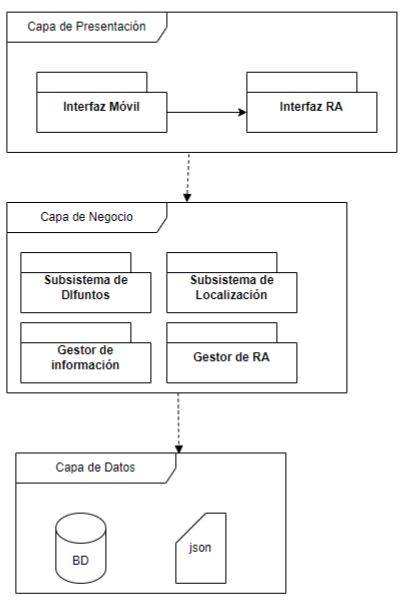 Capa de Presentación
Interfaz Móvil
Interfaz RA
Capa de Negocio
Subsistema de
DIfuntos
Subsistema de
Localización
Gestor de
información
Gestor de RA
Capa de Datos
BD
json